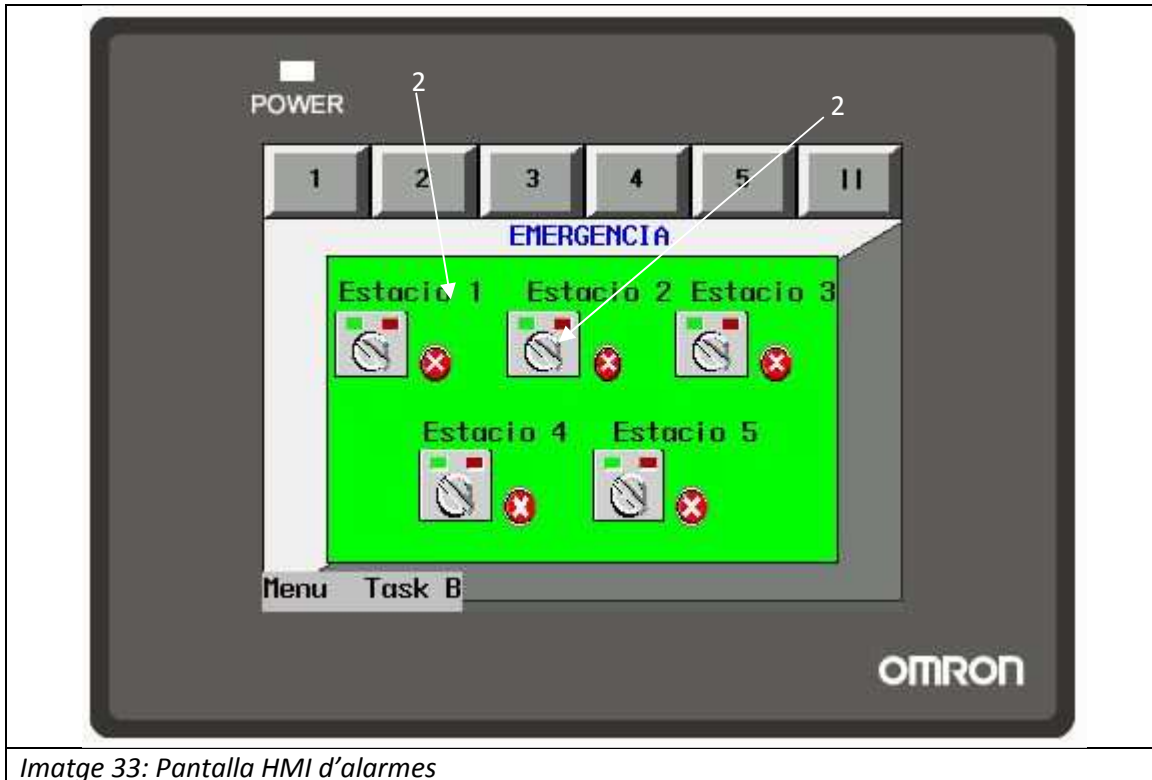 2
POWER
2
1 2 3 4 5 II
EMERGENCIA
Estacio 1 Estacio 2 Estacio 3
Estacio 4 Estacio 5
Menu Task B
OMRON
Imatge 33: Pantalla HMI d'alarmes